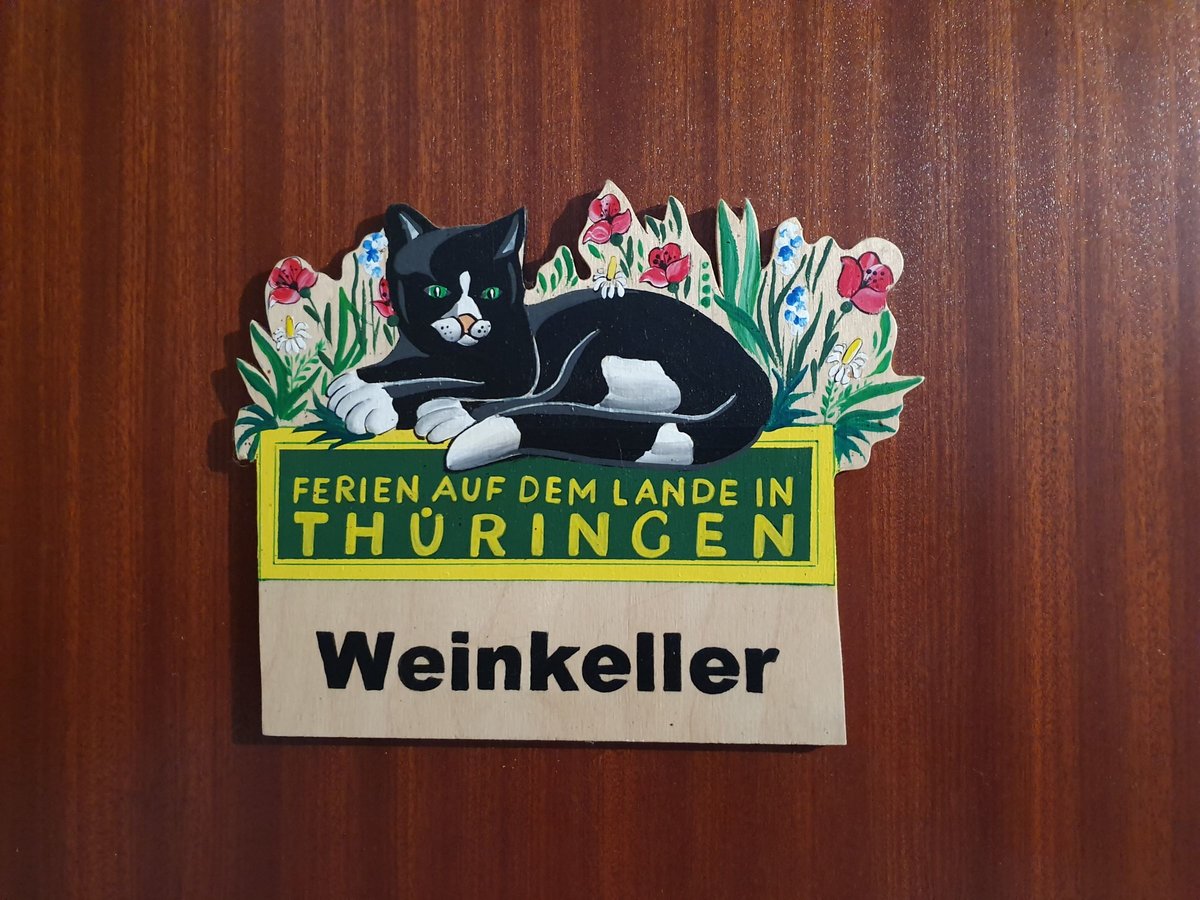 FERIEN AUF DEM LANDE IN
THÜRINGEN
Weinkeller